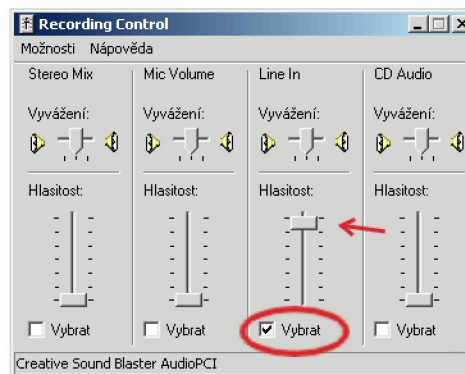 Recording Control
Možnosti Nápověda
Stereo Mix Mic Volume Line In CD Audio
Vyvážení: Vyvážení: Vyvážení: Vyvážení:
Hlasitost: Hlasitost: Hlasitost: Hlasitost:
Vybrat Vybrat Vybrat Vybrat
Creative Sound Blaster AudioPCI